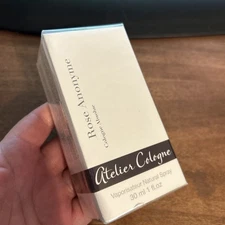 Rose Anonyme
Cologne Absolue
Atelier Cologne
Vaporisateur Natural Spray
30 ml 1 fl.oz